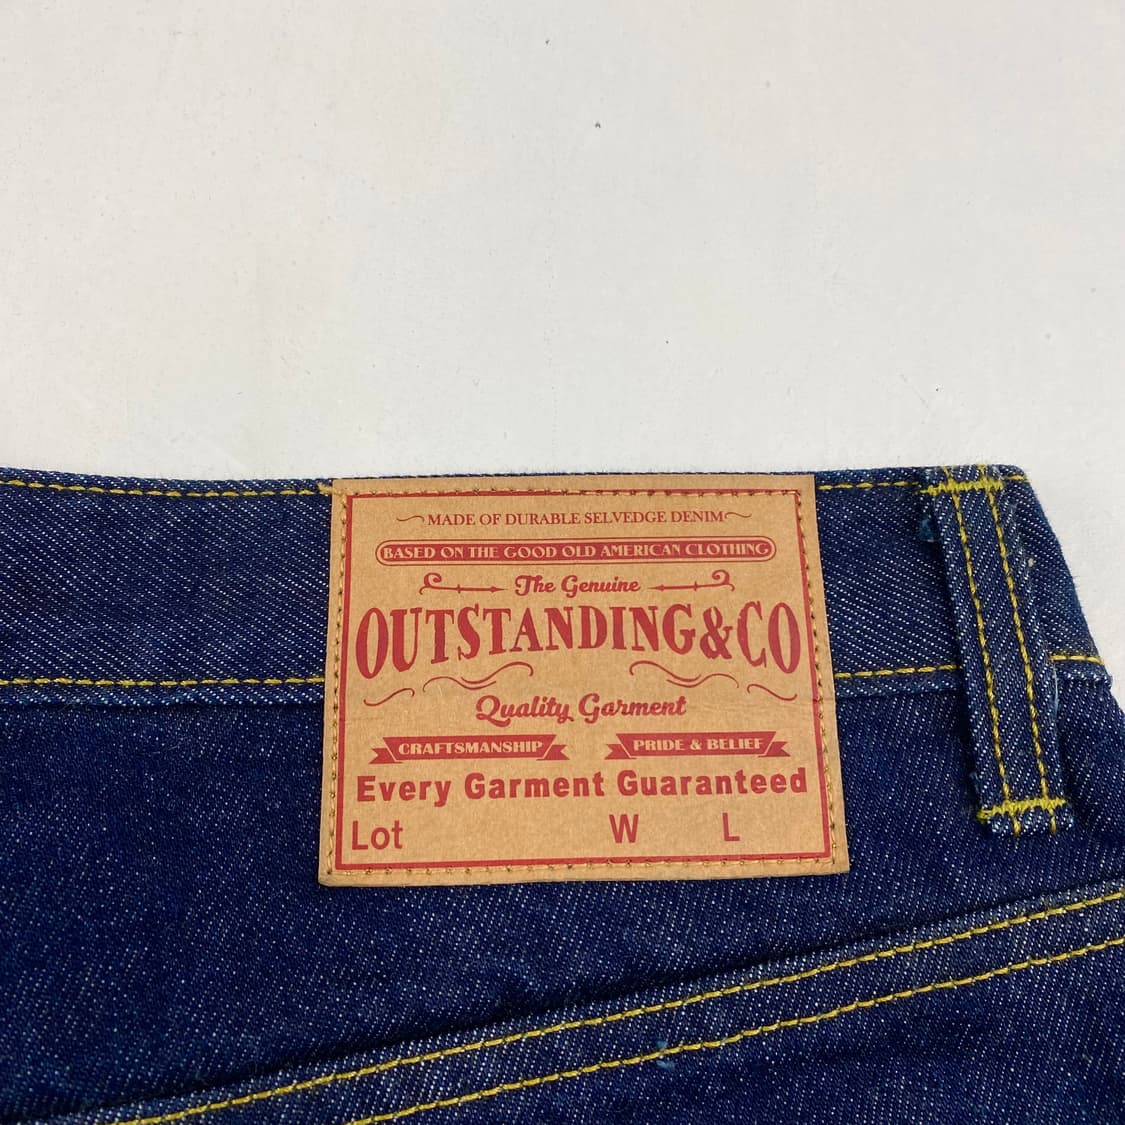 MADE OF DURABLE SELVEDGE DENIM
BASED ON THE GOOD OLD AMERICAN CLOTHING
The Genuine
OUTSTANDING&CO
Quality Garment
CRAFTSMANSHIP PRIDE & BELIEF
Every Garment Guaranteed
Lot W L